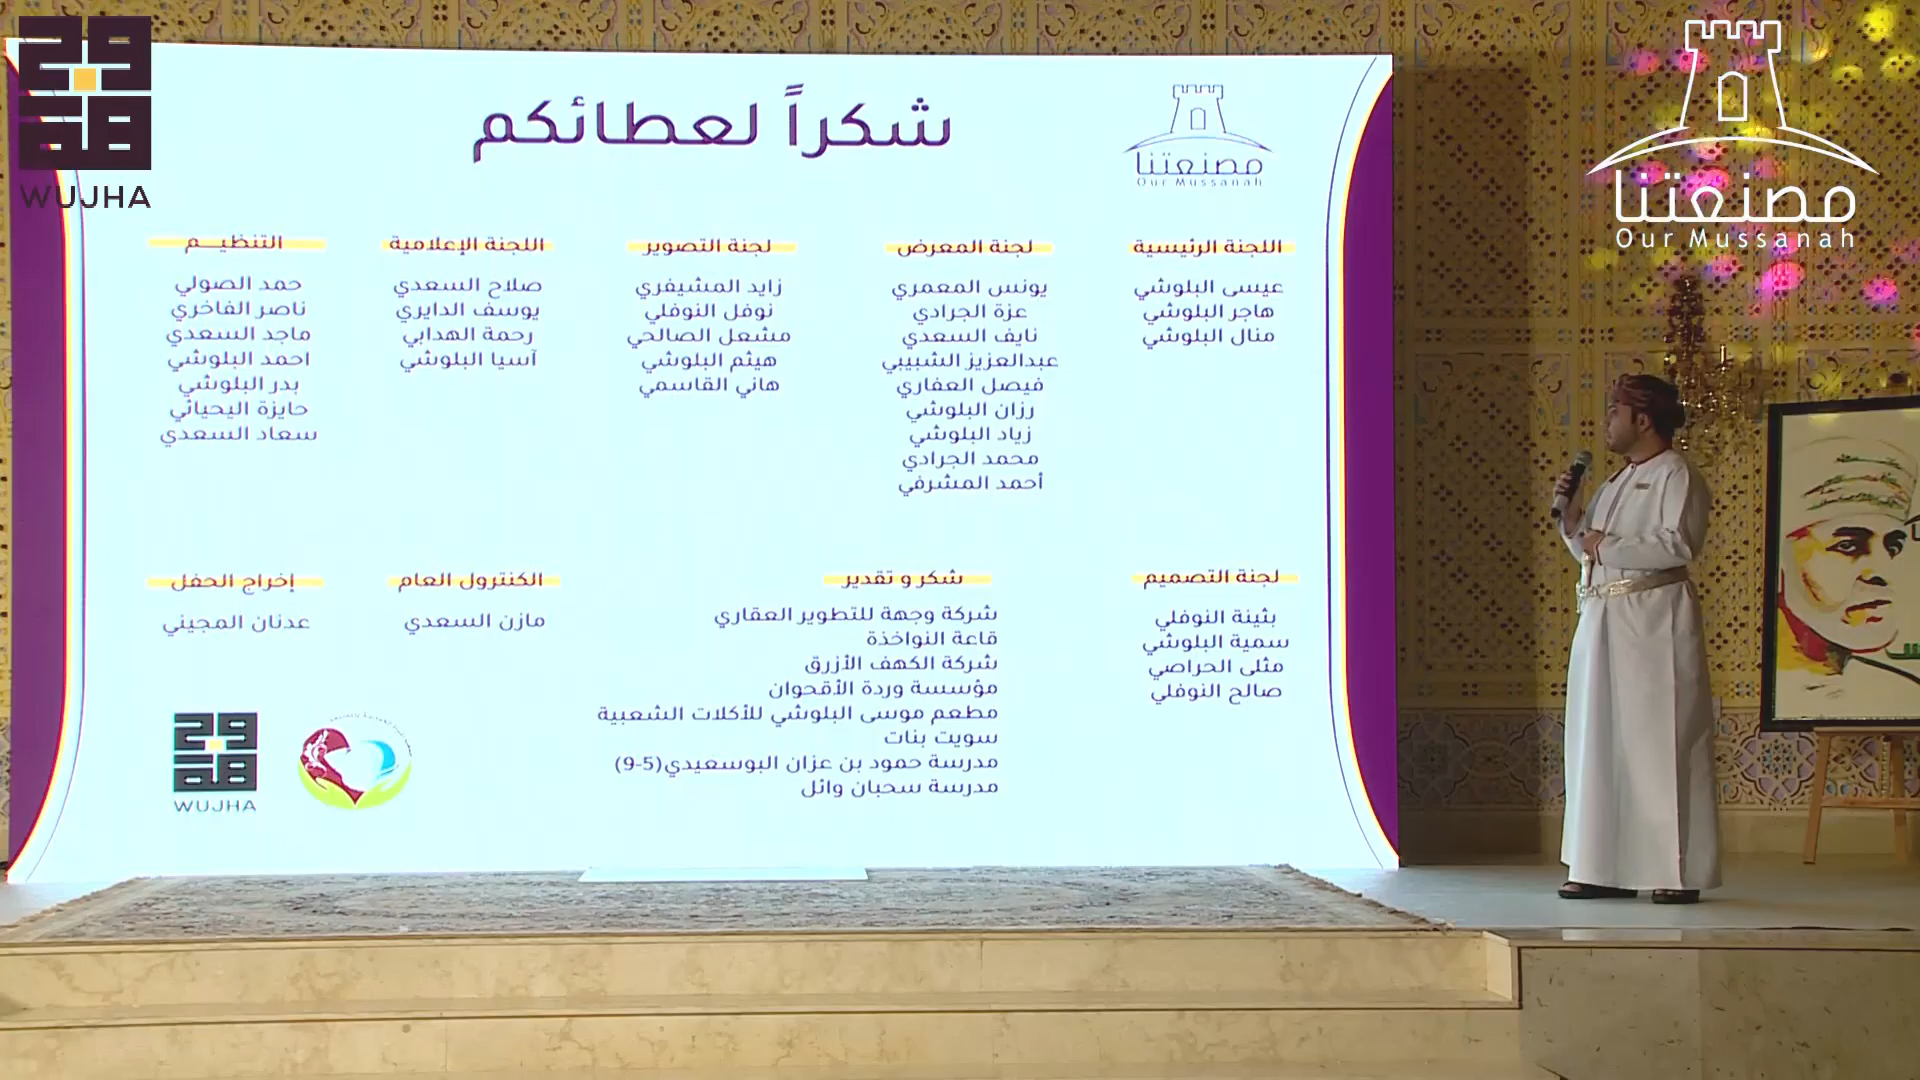 WUJHA
مصنعتنا
Our Mussanah
شكراً لعطائكم
مصنعتنا
Our Mussanah
اللجنة الرئيسية
عيسى البلوشي
هاجر البلوشي
منال البلوشي
لجنة المعرض
يونس المعمري
عزة الجرادي
نايف السعدي
عبدالعزيز الشبيبي
فيصل الغفاري
رزان البلوشي
زياد البلوشي
محمد الجرادي
أحمد المشرفي
لجنة التصوير
زايد المشيفري
نوفل النوفلي
مشعل الصالحي
هيثم البلوشي
هاني القاسمي
اللجنة الإعلامية
صلاح السعدي
يوسف الدايري
رحمة الهدابي
آسيا البلوشي
التنظيــم
حمد الصولي
ناصر الفاخري
ماجد السعدي
احمد البلوشي
بدر البلوشي
حايزة اليحيائي
سعاد السعدي
لجنة التصميم
بثينة النوفلي
سمية البلوشي
مثلى الحراصي
صالح النوفلي
شكر و تقدير
شركة وجهة للتطوير العقاري
قاعة النواخذة
شركة الكهف الأزرق
مؤسسة وردة الأقحوان
مطعم موسى البلوشي للأكلات الشعبية
سويت بنات
مدرسة حمود بن عزان البوسعيدي(5-9)
مدرسة سحبان وائل
الكنترول العام
مازن السعدي
إخراج الحفل
عدنان المجيني
WUJHA